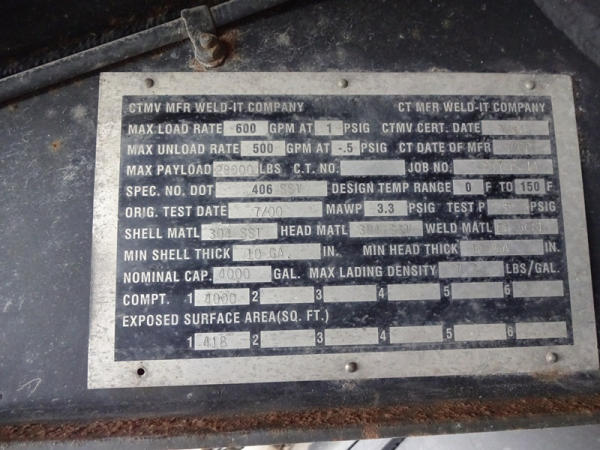 CTMV MFR WELD-IT COMPANY CT MFR WELD-IT COMPANY
MAX LOAD RATE 600 GPM AT 1 PSIG CTMV CERT. DATE
MAX UNLOAD RATE 500 GPM AT -.5 PSIG CT DATE OF MFR
MAX PAYLOAD 28000 LBS C.T. NO. JOB NO.
SPEC. NO. DOT 406 SST DESIGN TEMP RANGE 0 F TO 150 F
ORIG. TEST DATE 7/00 MAWP 3.3 PSIG TEST P PSIG
SHELL MATL 304 SST HEAD MATL 304 SST WELD MATL
MIN SHELL THICK 10 GA. IN. MIN HEAD THICK IN.
NOMINAL CAP. 4000 GAL. MAX LADING DENSITY LBS/GAL.
COMPT. 1 4000 2 3 4 5 6
EXPOSED SURFACE AREA(SQ. FT.)
1 418 2 3 4 5 6